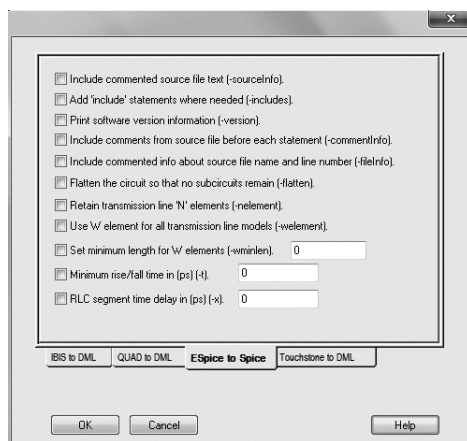 Include commented source file text (-sourceInfo).
Add 'include' statements where needed (-includes).
Print software version information (-version).
Include comments from source file before each statement (-commentInfo).
Include commented info about source file name and line number (-fileInfo).
Flatten the circuit so that no subcircuits remain (-flatten).
Retain transmission line 'N' elements (-nelement).
Use W element for all transmission line models (-welement).
Set minimum length for W elements (-wminlen). 0
Minimum rise/fall time in (ps) (-t). 0
RLC segment time delay in (ps) (-x). 0
IBIS to DML QUAD to DML ESpice to Spice Touchstone to DML
OK Cancel Help